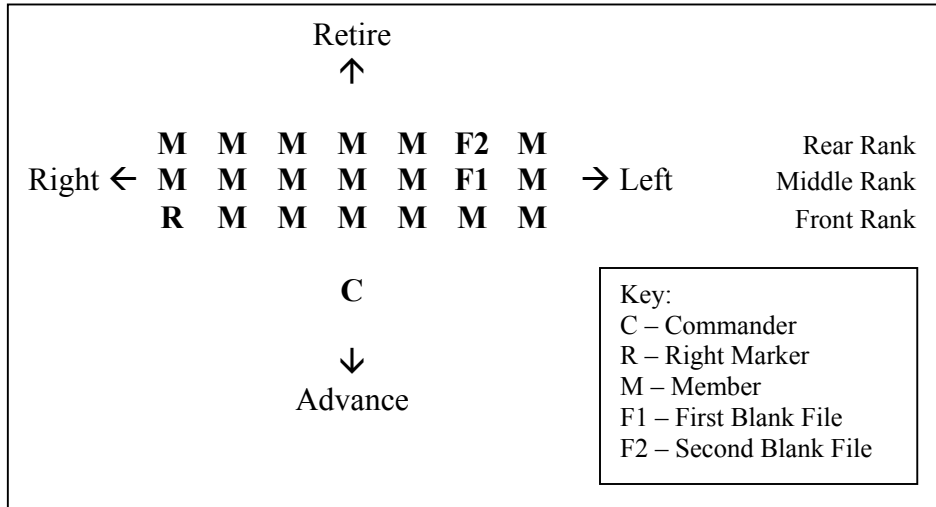 Retire
↑
M M M M M F2 M Rear Rank
Right ← M M M M M F1 M → Left Middle Rank
R M M M M M M Front Rank
C
↓
Advance
Key:
C – Commander
R – Right Marker
M – Member
F1 – First Blank File
F2 – Second Blank File